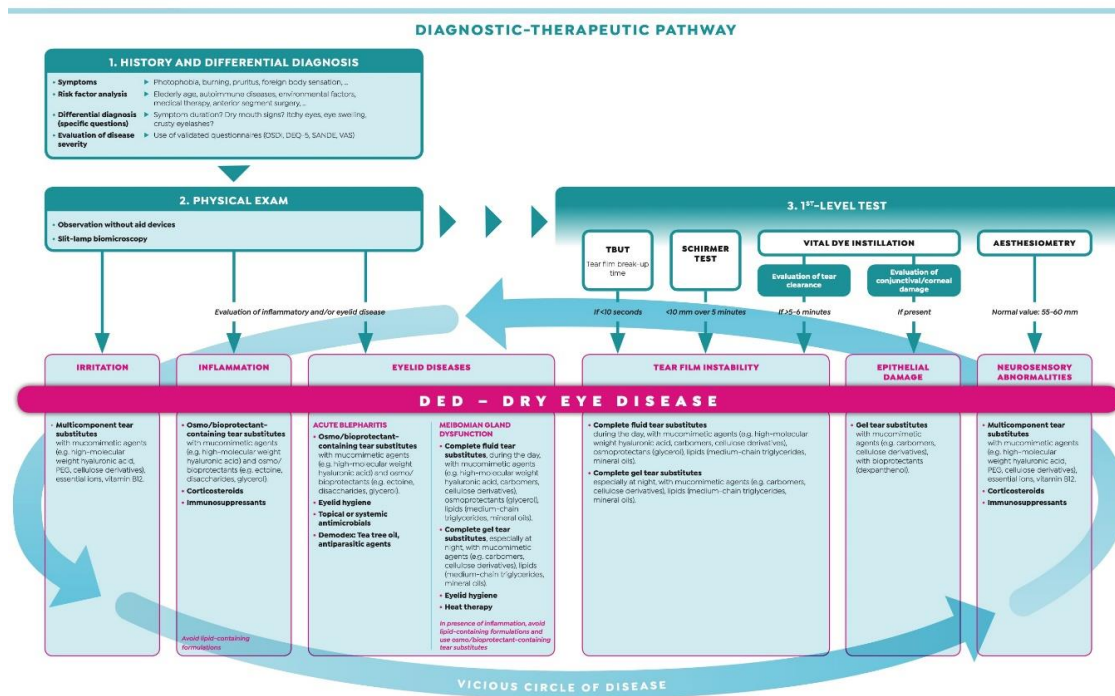 DIAGNOSTIC-THERAPEUTIC PATHWAY
1. HISTORY AND DIFFERENTIAL DIAGNOSIS
• Symptoms ▶ Photophobia, burning, pruritus, foreign body sensation, ...
• Risk factor analysis ▶ Elederly age, autoimmune diseases, environmental factors,
medical therapy, anterior segment surgery, ...
• Differential diagnosis ▶ Symptom duration? Dry mouth signs? Itchy eyes, eye swelling,
(specific questions) crusty eyelashes?
• Evaluation of disease ▶ Use of validated questionnaires (OSDI, DEQ-5, SANDE, VAS)
severity
2. PHYSICAL EXAM
• Observation without aid devices
• Slit-lamp biomicroscopy
3. 1ST-LEVEL TEST
TBUT
Tear film break-up
time
SCHIRMER
TEST
VITAL DYE INSTILLATION
Evaluation of tear
clearance
Evaluation of
conjunctival/corneal
damage
AESTHESIOMETRY
Evaluation of inflammatory and/or eyelid disease
If <10 seconds
<10 mm over 5 minutes
If >5-6 minutes
If present
Normal value: 55-60 mm
IRRITATION
INFLAMMATION
EYELID DISEASES
TEAR FILM INSTABILITY
EPITHELIAL
DAMAGE
NEUROSENSORY
ABNORMALITIES
DED – DRY EYE DISEASE
• Multicomponent tear
substitutes
with mucomimetic agents
(e.g. high-molecular
weight hyaluronic acid,
PEG, cellulose derivatives),
essential ions, vitamin B12.
• Osmo/bioprotectant-
containing tear substitutes
with mucomimetic agents
(e.g. high-molecular weight
hyaluronic acid) and osmo/
bioprotectants (e.g. ectoine,
disaccharides, glycerol).
• Corticosteroids
• Immunosuppressants
Avoid lipid-containing
formulations
ACUTE BLEPHARITIS
• Osmo/bioprotectant-
containing tear substitutes
with mucomimetic agents
(e.g. high-molecular weight
hyaluronic acid) and osmo/
bioprotectants (e.g. ectoine,
disaccharides, glycerol).
• Eyelid hygiene
• Topical or systemic
antimicrobials
• Demodex: Tea tree oil,
antiparasitic agents
MEIBOMIAN GLAND
DYSFUNCTION
• Complete fluid tear
substitutes, during the day,
with mucomimetic agents
(e.g. high-molecular weight
hyaluronic acid, carbomers,
cellulose derivatives),
osmoprotectants (glycerol),
lipids (medium-chain
triglycerides, mineral oils).
• Complete gel tear
substitutes, especially at
night, with mucomimetic
agents (e.g. carbomers,
cellulose derivatives), lipids
(medium-chain triglycerides,
mineral oils).
• Eyelid hygiene
• Heat therapy
In presence of inflammation, avoid
lipid-containing formulations and
use osmo/bioprotectant-containing
tear substitutes
• Complete fluid tear substitutes
during the day, with mucomimetic agents (e.g. high-molecular
weight hyaluronic acid, carbomers, cellulose derivatives),
osmoprotectants (glycerol), lipids (medium-chain triglycerides,
mineral oils).
• Complete gel tear substitutes
especially at night, with mucomimetic agents (e.g. carbomers,
cellulose derivatives), lipids (medium-chain triglycerides,
mineral oils).
• Gel tear substitutes
with mucomimetic
agents (e.g. carbomers,
cellulose derivatives),
with bioprotectants
(dexpanthenol).
• Multicomponent tear
substitutes
with mucomimetic agents
(e.g. high-molecular
weight hyaluronic acid,
PEG, cellulose derivatives),
essential ions, vitamin B12.
• Corticosteroids
• Immunosuppressants
VICIOUS CIRCLE OF DISEASE